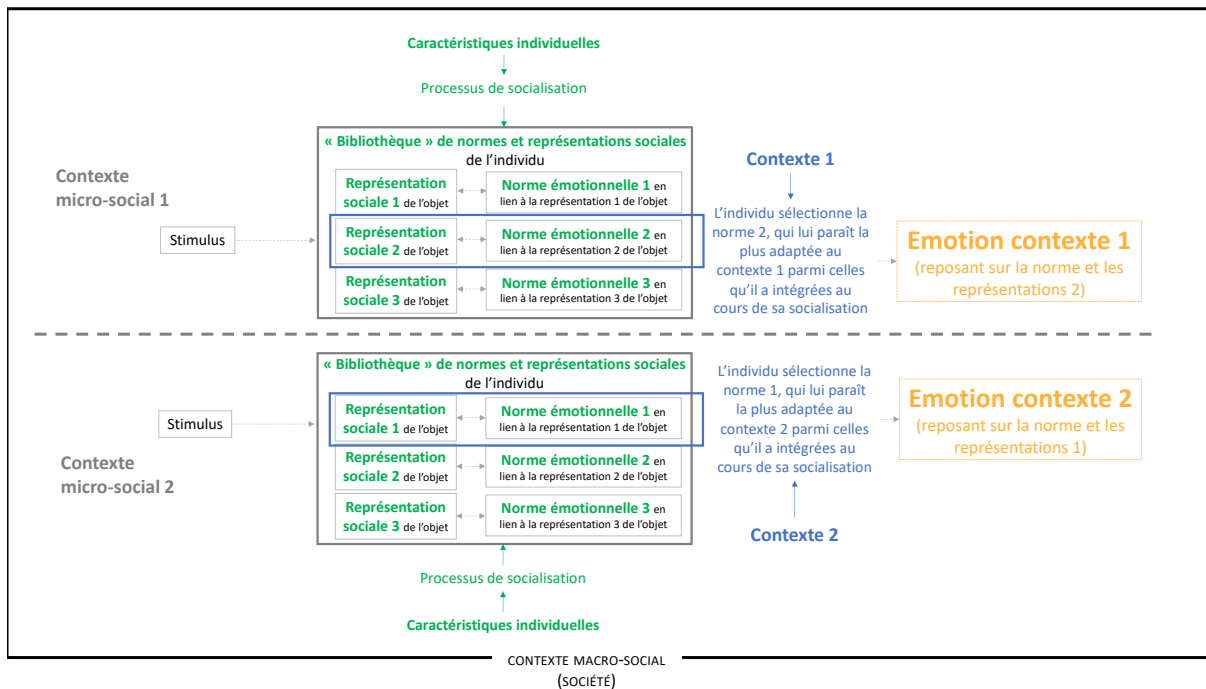 Caractéristiques individuelles
Processus de socialisation
« Bibliothèque » de normes et représentations sociales
de l'individu
Contexte
micro-social 1
Stimulus
Représentation
sociale 1 de l'objet
Norme émotionnelle 1 en
lien à la représentation 1 de l'objet
Représentation
sociale 2 de l'objet
Norme émotionnelle 2 en
lien à la représentation 2 de l'objet
Représentation
sociale 3 de l'objet
Norme émotionnelle 3 en
lien à la représentation 3 de l'objet
Contexte 1
L'individu sélectionne la
norme 2, qui lui paraît la
plus adaptée au
contexte 1 parmi celles
qu'il a intégrées au
cours de sa socialisation
Emotion contexte 1
(reposant sur la norme et les
représentations 2)
« Bibliothèque » de normes et représentations sociales
de l'individu
Stimulus
Contexte
micro-social 2
Représentation
sociale 1 de l'objet
Norme émotionnelle 1 en
lien à la représentation 1 de l'objet
Représentation
sociale 2 de l'objet
Norme émotionnelle 2 en
lien à la représentation 2 de l'objet
Représentation
sociale 3 de l'objet
Norme émotionnelle 3 en
lien à la représentation 3 de l'objet
L'individu sélectionne la
norme 1, qui lui paraît
la plus adaptée au
contexte 2 parmi celles
qu'il a intégrées au
cours de sa socialisation
Contexte 2
Emotion contexte 2
(reposant sur la norme et les
représentations 1)
Processus de socialisation
Caractéristiques individuelles
CONTEXTE MACRO-SOCIAL
(SOCIÉTÉ)